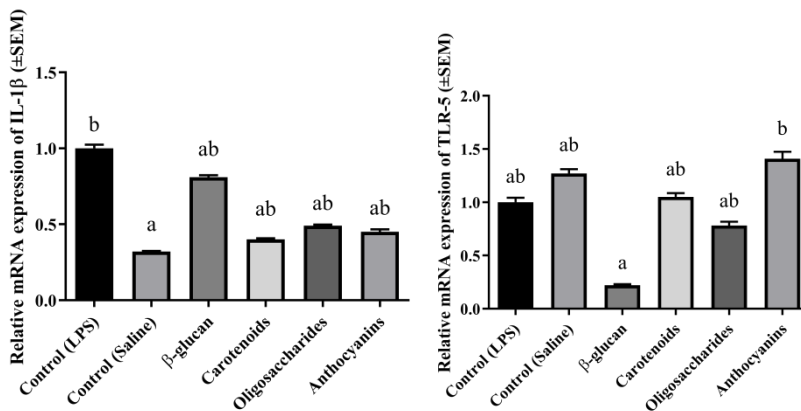 Relative mRNA expression of IL-1β (±SEM)
1.5
1.0
0.5
0.0
b
a
ab
ab
ab
ab
Control (LPS)
Control (Saline)
β-glucan
Carotenoids
Oligosaccharides
Anthocyanins
Relative mRNA expression of TLR-5 (±SEM)
2.0
1.5
1.0
0.5
0.0
ab
ab
a
ab
ab
b
Control (LPS)
Control (Saline)
β-glucan
Carotenoids
Oligosaccharides
Anthocyanins